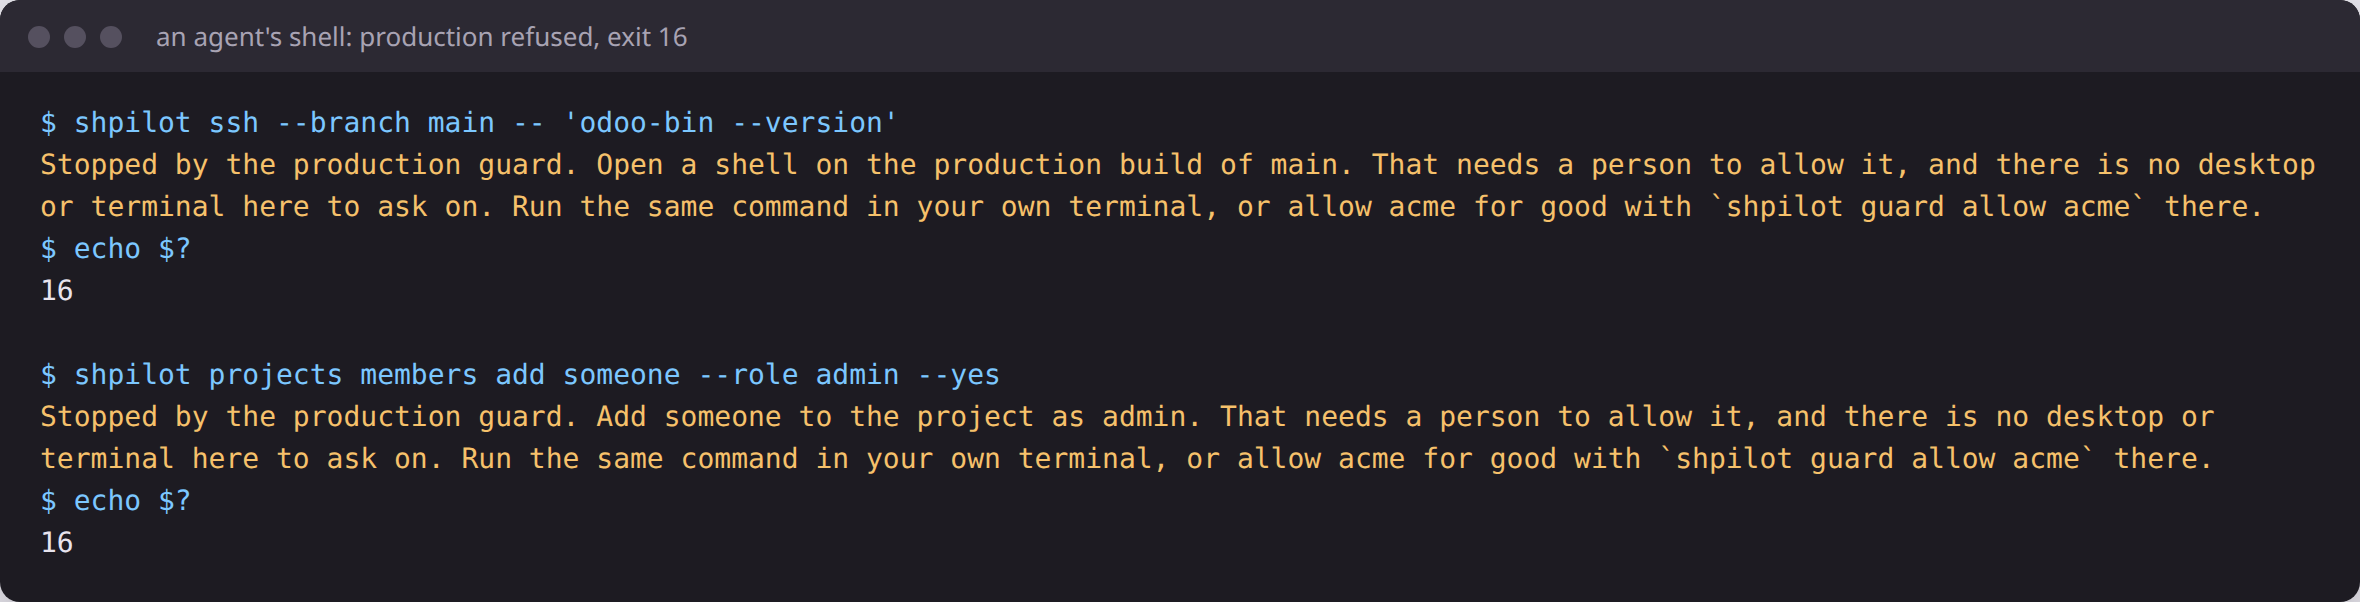 an agent's shell: production refused, exit 16
$ shpilot ssh --branch main -- 'odoo-bin --version'
Stopped by the production guard. Open a shell on the production build of main. That needs a person to allow it, and there is no desktop
or terminal here to ask on. Run the same command in your own terminal, or allow acme for good with `shpilot guard allow acme` there.
$ echo $?
16
$ shpilot projects members add someone --role admin --yes
Stopped by the production guard. Add someone to the project as admin. That needs a person to allow it, and there is no desktop or
terminal here to ask on. Run the same command in your own terminal, or allow acme for good with `shpilot guard allow acme` there.
$ echo $?
16